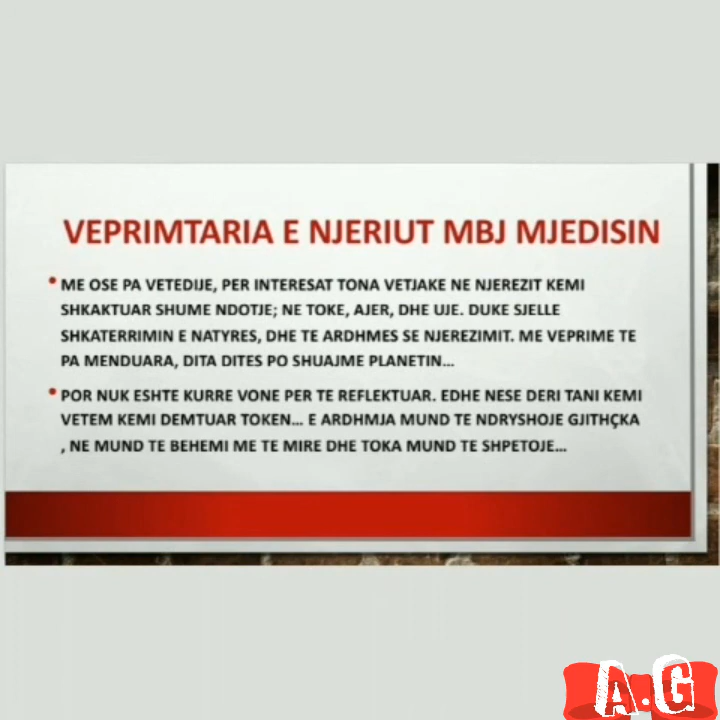 VEPRIMTARIA E NJERIUT MBJ MJEDISIN
• ME OSE PA VETEDIJE, PER INTERESAT TONA VETJAKE NE NJEREZIT KEMI
SHKAKTUAR SHUME NDOTJE; NE TOKE, AJER, DHE UJE. DUKE SJELLE
SHKATERRIMIN E NATYRES, DHE TE ARDHMES SE NJEREZIMIT. ME VEPRIME TE
PA MENDUARA, DITA DITES PO SHUAJME PLANETIN...
• POR NUK ESHTE KURRE VONE PER TE REFLEKTUAR. EDHE NESE DERI TANI KEMI
VETEM KEMI DEMTUAR TOKEN... E ARDHMJA MUND TE NDRYSHOJE GJITHÇKA
, NE MUND TE BEHEMI ME TE MIRE DHE TOKA MUND TE SHPETOJE...
A.G